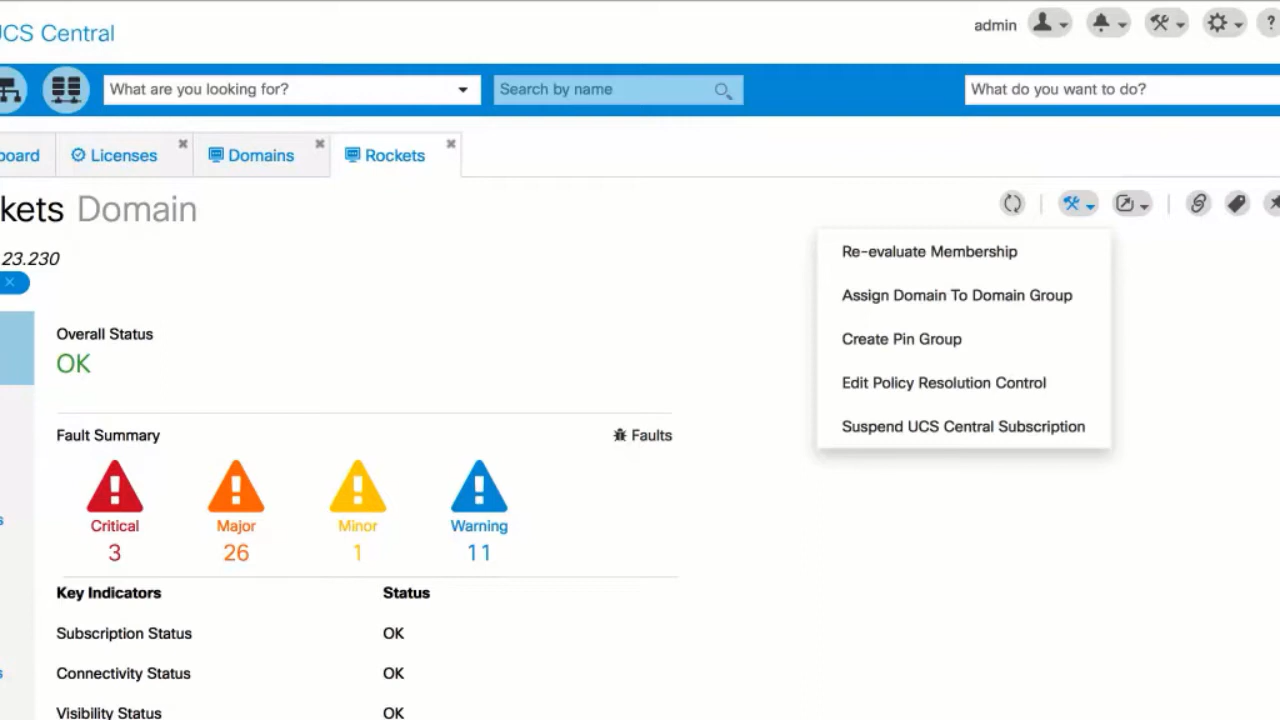 UCS Central
admin
?
What are you looking for?
Search by name
What do you want to do?
board
Licenses
Domains
Rockets
kets Domain
23.230
Re-evaluate Membership
Assign Domain To Domain Group
Create Pin Group
Edit Policy Resolution Control
Suspend UCS Central Subscription
Overall Status
OK
Fault Summary
Faults
Critical
Major
Minor
Warning
3
26
1
11
Key Indicators
Status
s
Subscription Status
OK
s
Connectivity Status
OK
Visibility Status
OK